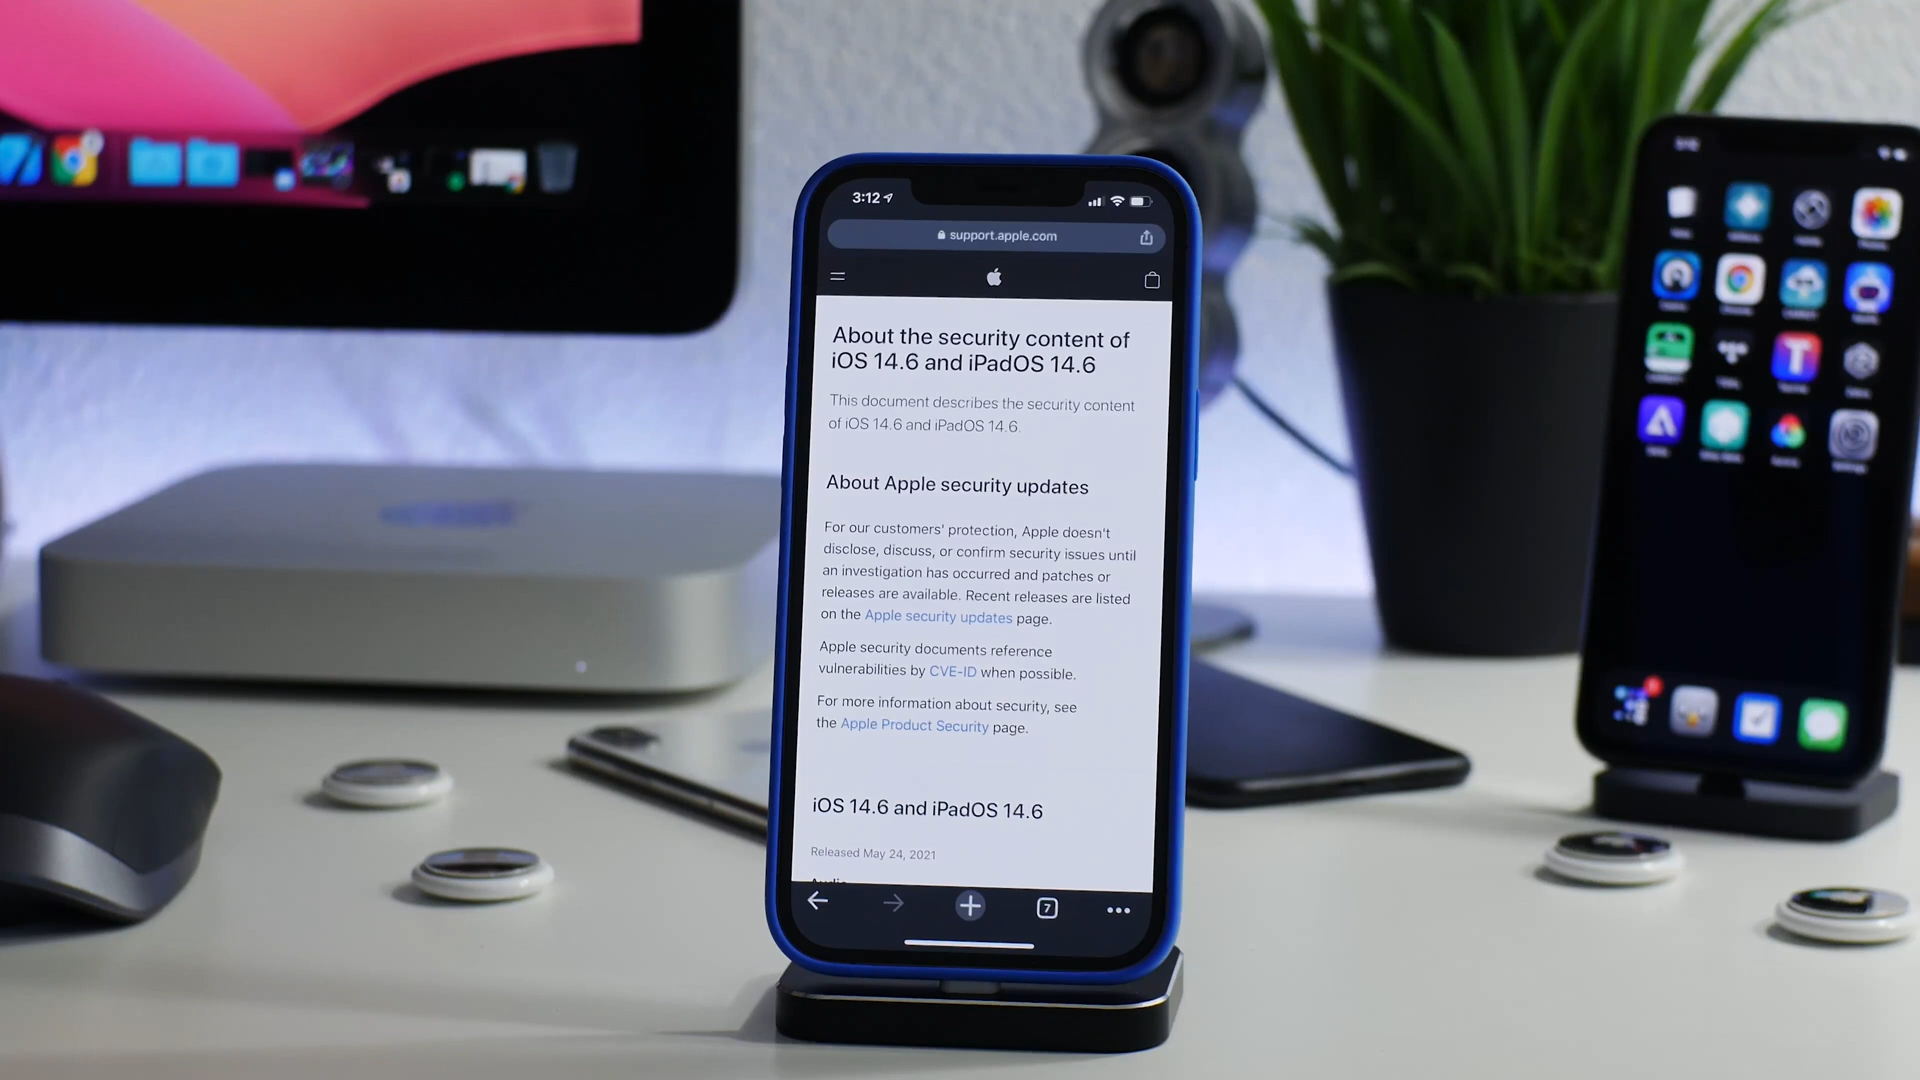 3:12
support.apple.com
About the security content of
iOS 14.6 and iPadOS 14.6
This document describes the security content
of iOS 14.6 and iPadOS 14.6.
About Apple security updates
For our customers' protection, Apple doesn't
disclose, discuss, or confirm security issues until
an investigation has occurred and patches or
releases are available. Recent releases are listed
on the Apple security updates page.
Apple security documents reference
vulnerabilities by CVE-ID when possible.
For more information about security, see
the Apple Product Security page.
iOS 14.6 and iPadOS 14.6
Released May 24, 2021
7